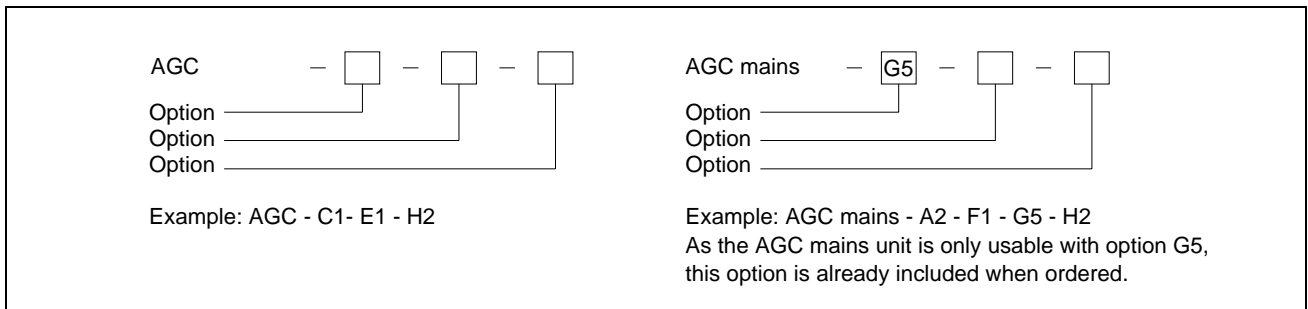 AGC – – –
Option
Option
Option
Example: AGC - C1- E1 - H2
AGC mains – G5 – –
Option
Option
Option
Example: AGC mains - A2 - F1 - G5 - H2
As the AGC mains unit is only usable with option G5,
this option is already included when ordered.